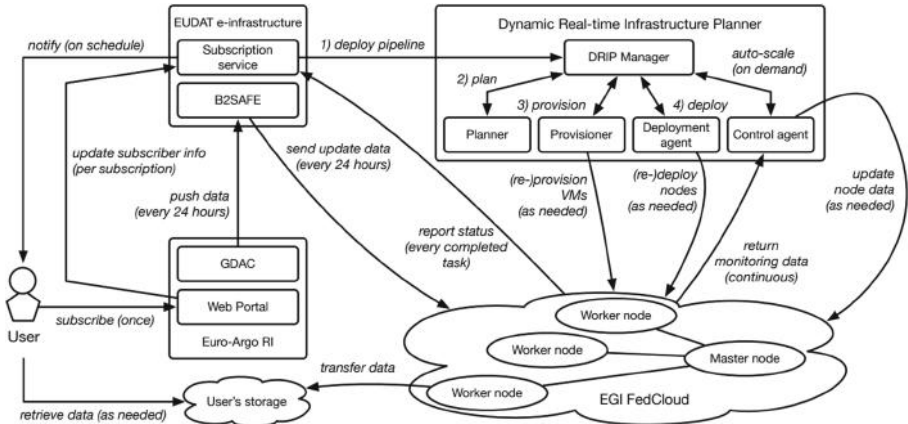 EUDAT e-infrastructure
Dynamic Real-time Infrastructure Planner
notify (on schedule)
Subscription
service
1) deploy pipeline
DRIP Manager
auto-scale
(on demand)
2) plan
B2SAFE
3) provision
4) deploy
Planner
Provisioner
Deployment
agent
Control agent
update subscriber info
(per subscription)
send update data
(every 24 hours)
push data
(every 24 hours)
(re-)provision
VMs
(as needed)
(re-)deploy
nodes
(as needed)
update
node data
(as needed)
report status
(every completed
task)
return
monitoring data
(continuous)
GDAC
Web Portal
Euro-Argo RI
User
subscribe (once)
Worker node
Worker node
Master node
Worker node
EGI FedCloud
transfer data
User's storage
retrieve data (as needed)